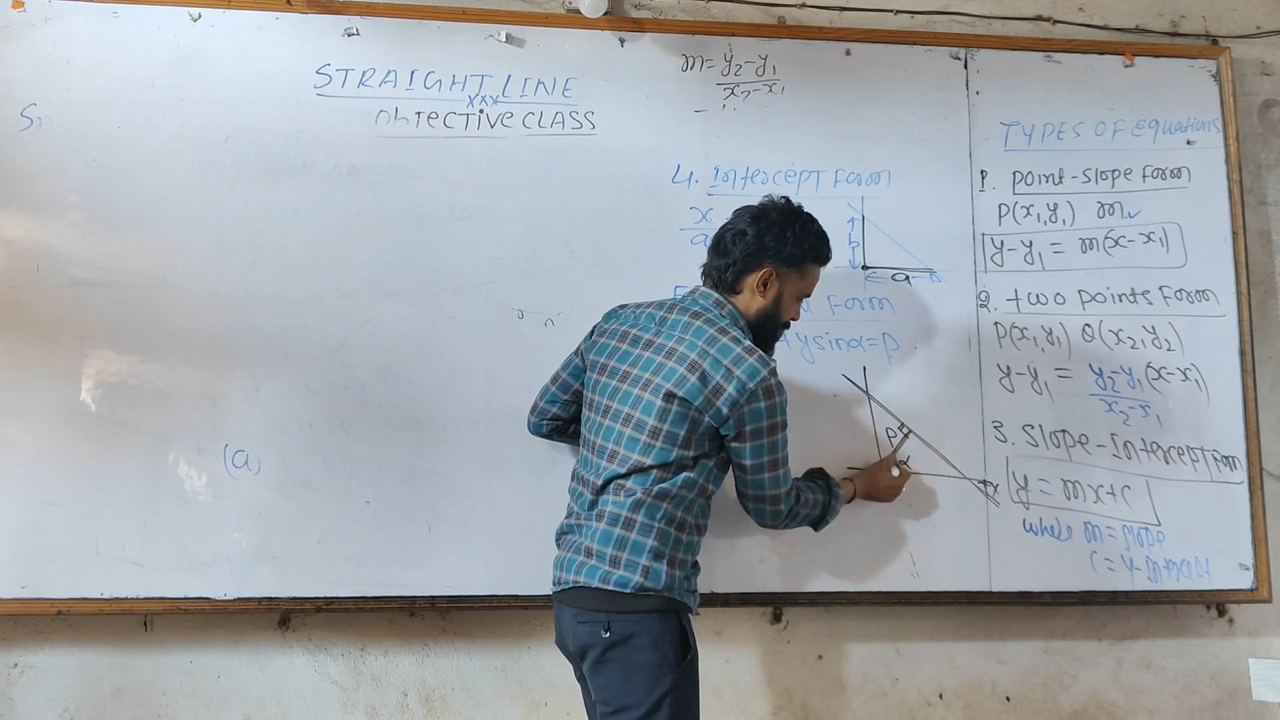 STRAIGHT LINE
xxx
OBJECTIVE CLASS
(a)
m = y₂-y₁
x₂-x₁
4. Intercept Form
x
a
b
a
Form
+ysinα=p
P
α
TYPES OF Equations
1. point-slope form
P(x₁,y₁) m
y-y₁ = m(x-x₁)
2. two points form
P(x₁,y₁) Q(x₂,y₂)
y-y₁ = y₂-y₁ (x-x₁)
x₂-x₁
3. Slope-Intercept form
y = mx+c
where m = slope
c = y-Intercept